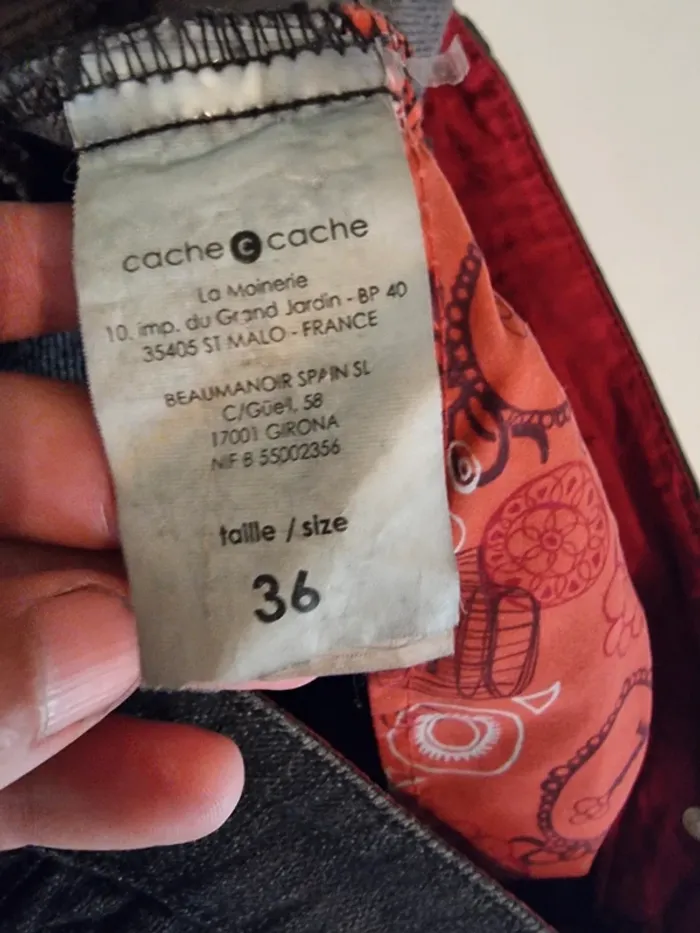 cache c cache
La Moinerie
10, imp. du Grand Jardin - BP 40
35405 ST MALO - FRANCE
BEAUMANOIR SPAIN SL
C/Güell, 58
17001 GIRONA
NIF B 55002356
taille / size
36